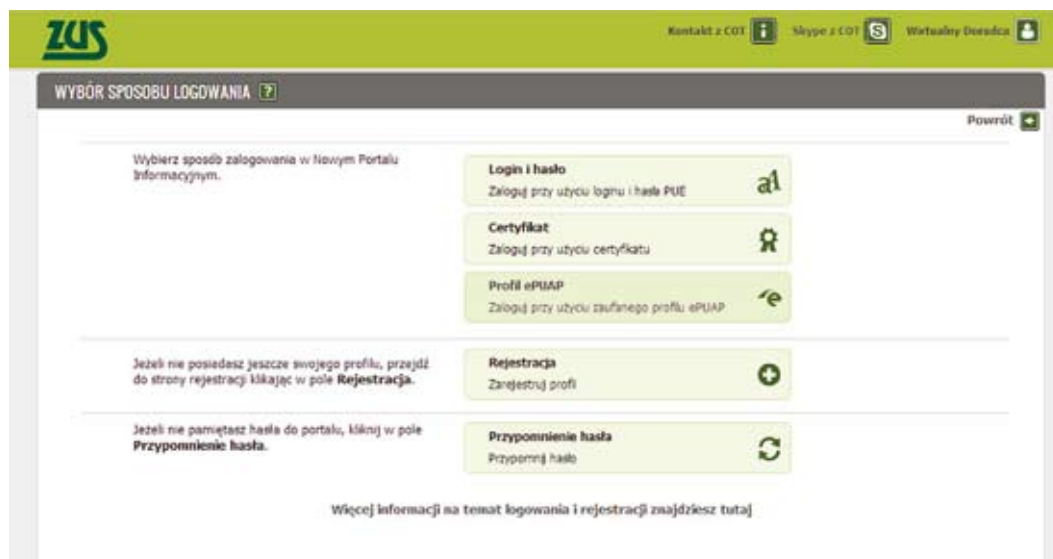 ZUS
Kontakt z COT
Skype z COT
Wirtualny Doradca
WYBÓR SPOSOBU LOGOWANIA ?
Powrót
Wybierz sposób zalogowania w Nowym Portalu
Informacyjnym.
Login i hasło
Zaloguj przy użyciu loginu i hasła PUE
Certyfikat
Zaloguj przy użyciu certyfikatu
Profil ePUAP
Zaloguj przy użyciu zaufanego profilu ePUAP
Jeżeli nie posiadasz jeszcze swojego profilu, przejdź
do strony rejestracji klikając w pole Rejestracja.
Rejestracja
Zarejestruj profil
Jeżeli nie pamiętasz hasła do portalu, kliknij w pole
Przypomnienie hasła.
Przypomnienie hasła
Przypomnij hasło
Więcej informacji na temat logowania i rejestracji znajdziesz tutaj